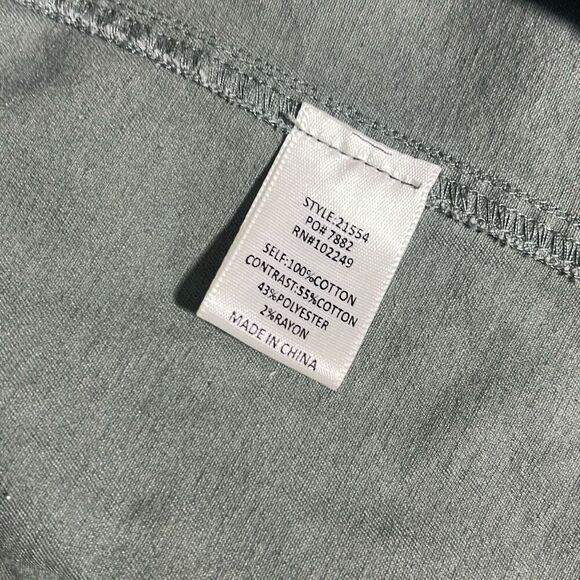 STYLE:21554
PO# 7882
RN#102249
SELF:100%COTTON
CONTRAST:55%COTTON
43%POLYESTER
2%RAYON
MADE IN CHINA